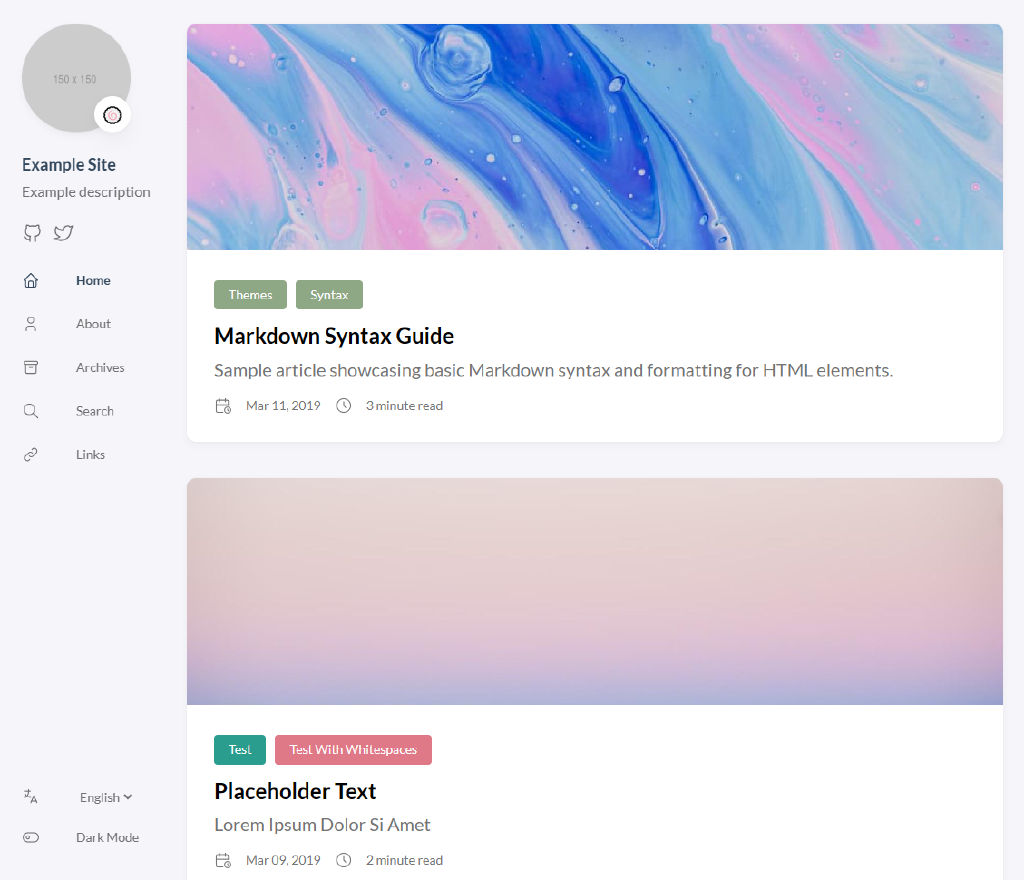 150 x 150
Example Site
Example description
Home
About
Archives
Search
Links
English
Dark Mode
Themes Syntax
Markdown Syntax Guide
Sample article showcasing basic Markdown syntax and formatting for HTML elements.
Mar 11, 2019 3 minute read
Test Test With Whitespaces
Placeholder Text
Lorem Ipsum Dolor Si Amet
Mar 09, 2019 2 minute read